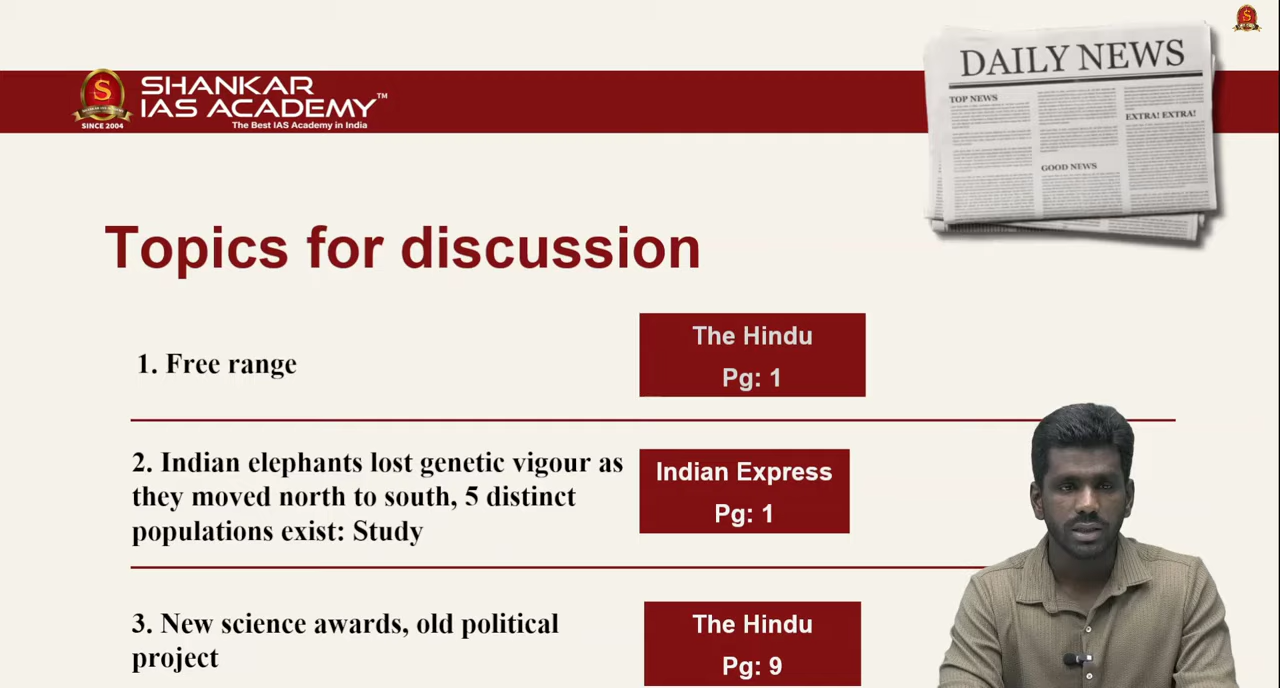 SHANKAR
IAS ACADEMY™
The Best IAS Academy in India
S
SINCE 2004
DAILY NEWS
TOP NEWS
EXTRA! EXTRA!
GOOD NEWS
Topics for discussion
1. Free range
The Hindu
Pg: 1
2. Indian elephants lost genetic vigour as
they moved north to south, 5 distinct
populations exist: Study
Indian Express
Pg: 1
3. New science awards, old political
project
The Hindu
Pg: 9